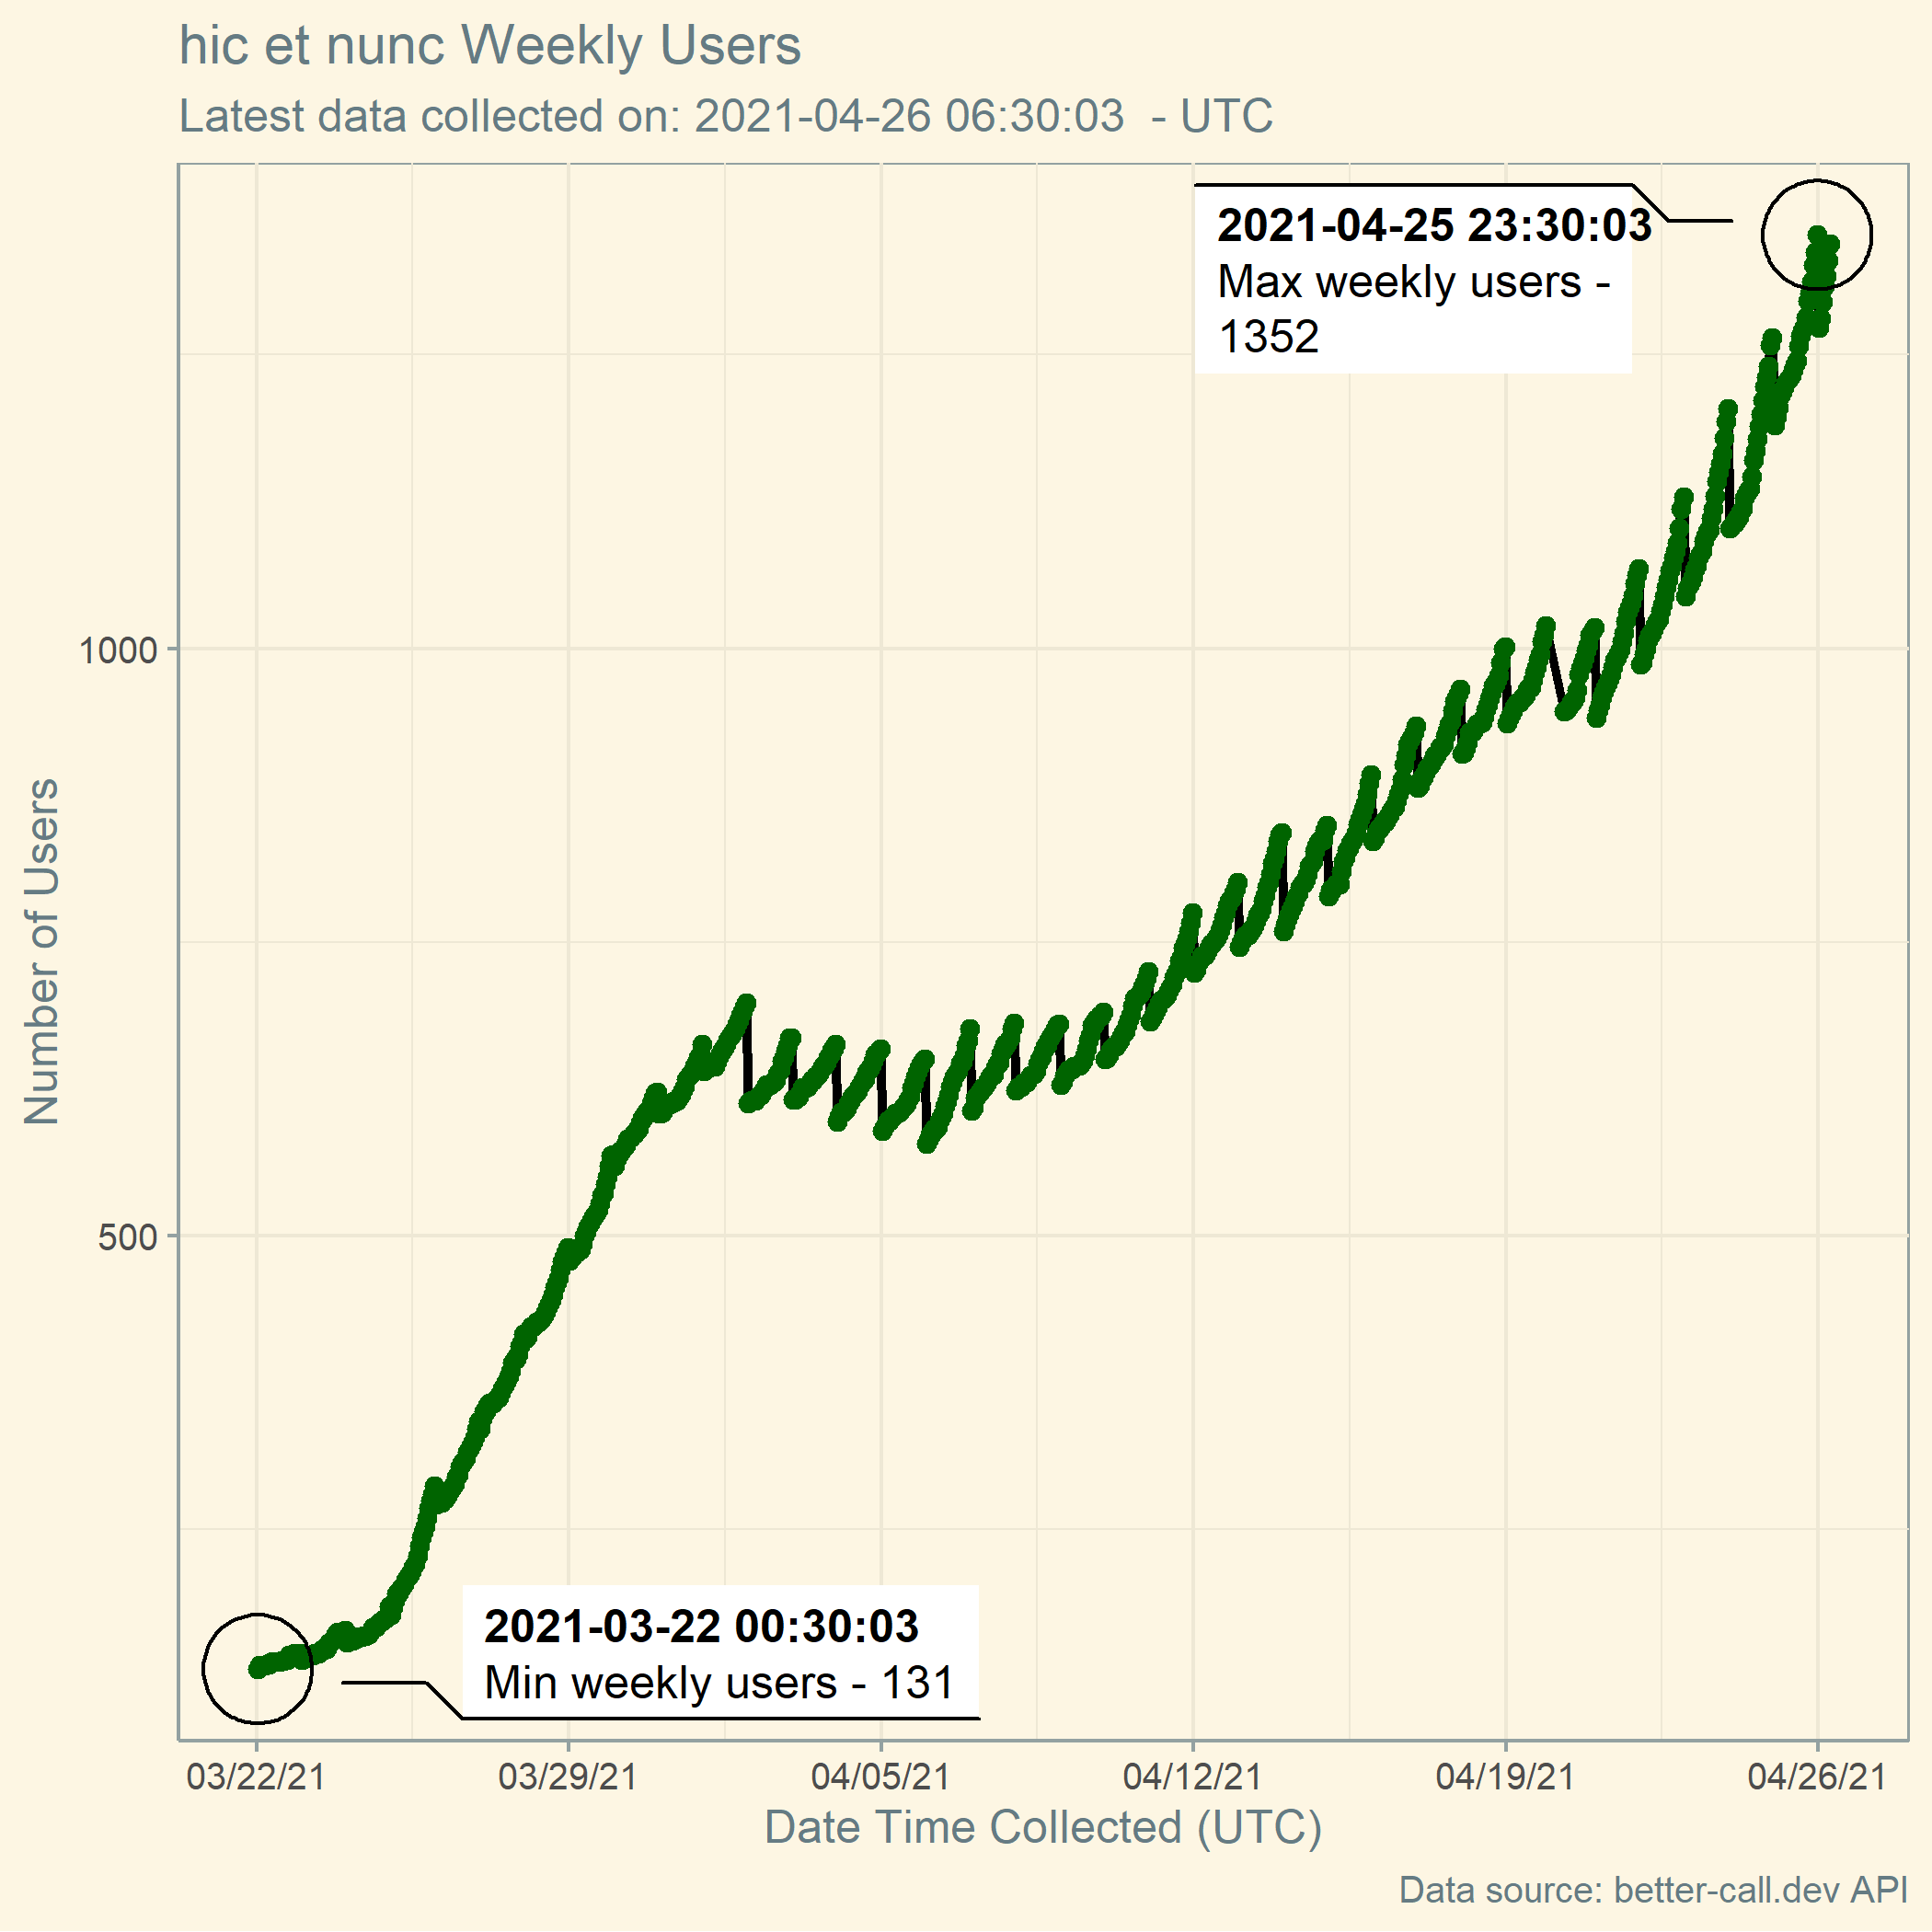 hic et nunc Weekly Users
Latest data collected on: 2021-04-26 06:30:03  - UTC
2021-04-25 23:30:03
Max weekly users -
1352
1000
Number of Users
500
2021-03-22 00:30:03
Min weekly users - 131
03/22/21 03/29/21 04/05/21 04/12/21 04/19/21 04/26/21
Date Time Collected (UTC)
Data source: better-call.dev API